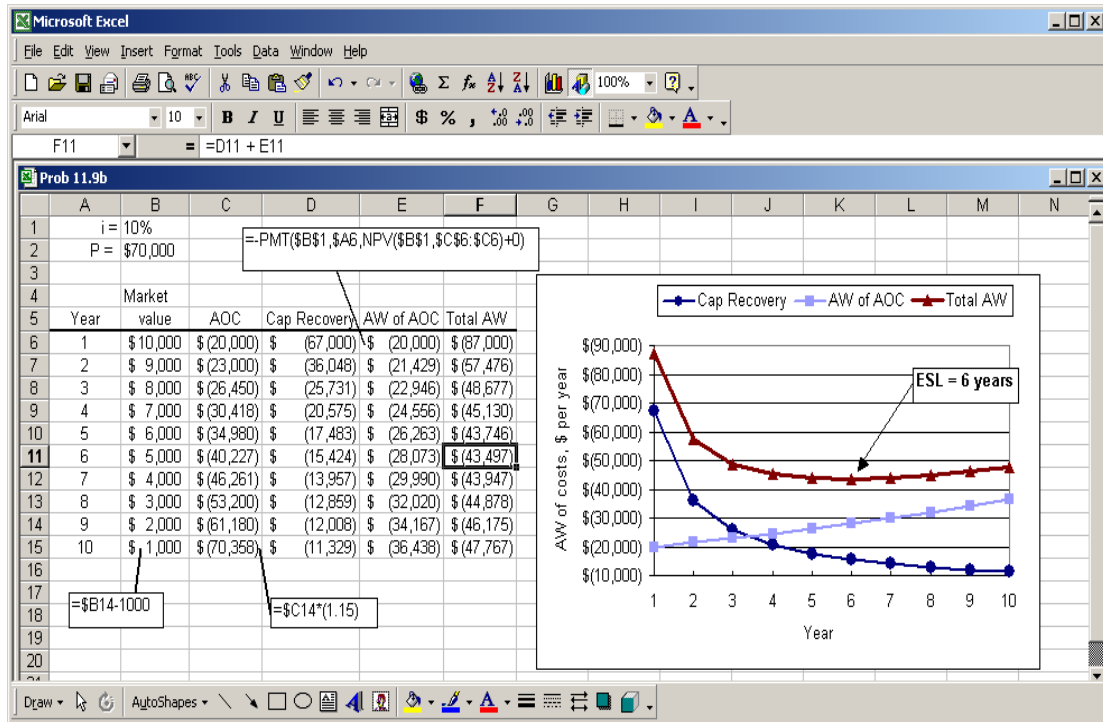 Microsoft Excel
File Edit View Insert Format Tools Data Window Help
ABC Σ fx A Z Z A 100% ?
Arial 10 B I U $ % , .0 .00 .00 .0 A
F11 = =D11 + E11
Prob 11.9b
A B C D E F G H I J K L M N
1 i = 10%
2 P = $70,000
=-PMT($B$1,$A6,NPV($B$1,$C$6:$C6)+0)
3
4 Market
5 Year value AOC Cap Recovery AW of AOC Total AW
6 1 $10,000 $(20,000) $ (67,000) $ (20,000) $(87,000)
7 2 $ 9,000 $(23,000) $ (36,048) $ (21,429) $(57,476)
8 3 $ 8,000 $(26,450) $ (25,731) $ (22,946) $(48,677)
9 4 $ 7,000 $(30,418) $ (20,575) $ (24,556) $(45,130)
10 5 $ 6,000 $(34,980) $ (17,483) $ (26,263) $(43,746)
11 6 $ 5,000 $(40,227) $ (15,424) $ (28,073) $(43,497)
12 7 $ 4,000 $(46,261) $ (13,957) $ (29,990) $(43,947)
13 8 $ 3,000 $(53,200) $ (12,859) $ (32,020) $(44,878)
14 9 $ 2,000 $(61,180) $ (12,008) $ (34,167) $(46,175)
15 10 $ 1,000 $(70,358) $ (11,329) $ (36,438) $(47,767)
16
17
18
19
20
=$B14-1000
=$C14*(1.15)
Cap Recovery AW of AOC Total AW
AW of costs, $ per year
$(90,000)
$(80,000)
$(70,000)
$(60,000)
$(50,000)
$(40,000)
$(30,000)
$(20,000)
$(10,000)
ESL = 6 years
1 2 3 4 5 6 7 8 9 10
Year
Draw AutoShapes A A